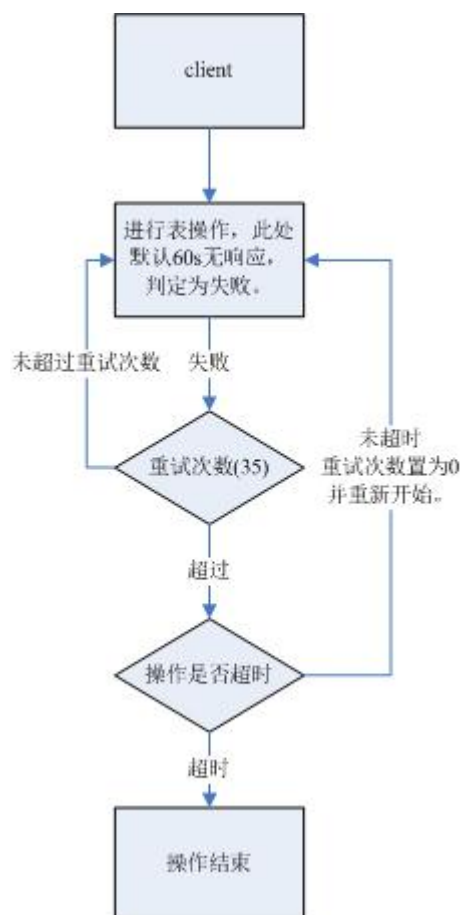 client
进行表操作，此处
默认60s无响应，
判定为失败。
未超过重试次数
失败
重试次数(35)
未超时
重试次数置为0
并重新开始。
超过
操作是否超时
超时
操作结束